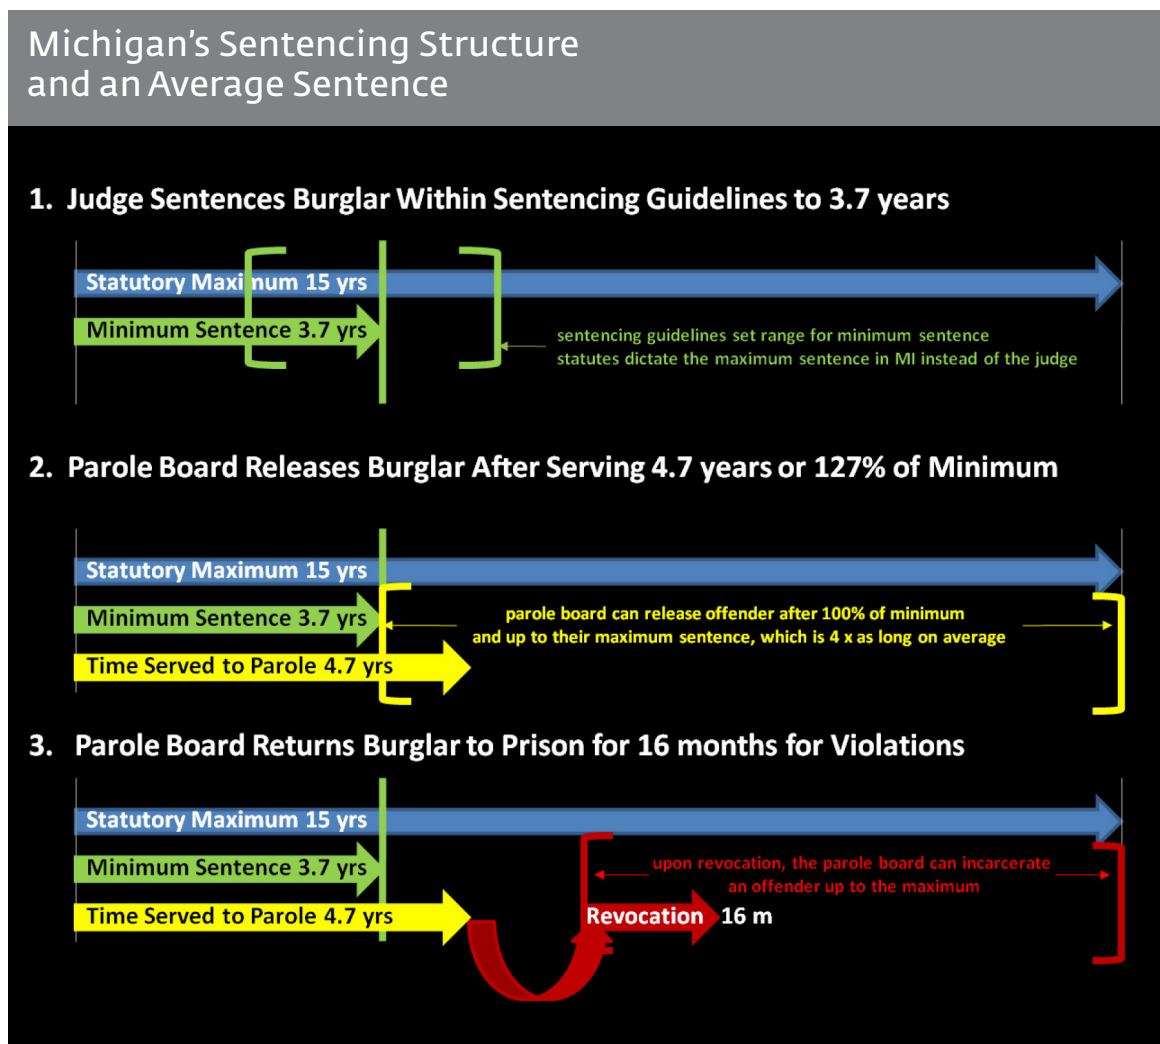 Michigan’s Sentencing Structure
and an Average Sentence
1. Judge Sentences Burglar Within Sentencing Guidelines to 3.7 years
Statutory Maximum 15 yrs
Minimum Sentence 3.7 yrs
sentencing guidelines set range for minimum sentence
statutes dictate the maximum sentence in MI instead of the judge
2. Parole Board Releases Burglar After Serving 4.7 years or 127% of Minimum
Statutory Maximum 15 yrs
Minimum Sentence 3.7 yrs
parole board can release offender after 100% of minimum
and up to their maximum sentence, which is 4 x as long on average
Time Served to Parole 4.7 yrs
3. Parole Board Returns Burglar to Prison for 16 months for Violations
Statutory Maximum 15 yrs
Minimum Sentence 3.7 yrs
upon revocation, the parole board can incarcerate
an offender up to the maximum
Time Served to Parole 4.7 yrs
Revocation 16 m